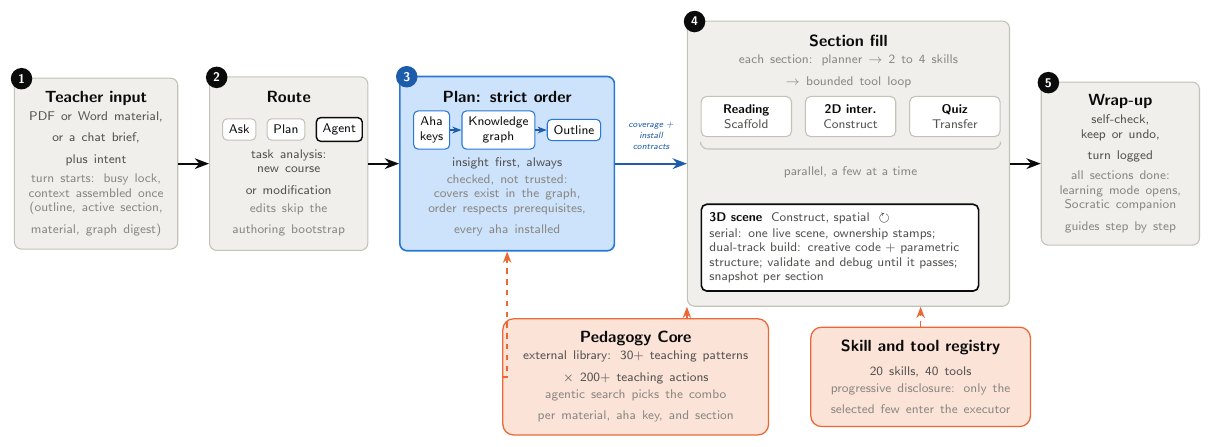 1
Teacher input
PDF or Word material,
or a chat brief,
plus intent
turn starts: busy lock,
context assembled once
(outline, active section,
material, graph digest)
2
Route
Ask
Plan
Agent
task analysis:
new course
or modification
edits skip the
authoring bootstrap
3
Plan: strict order
Aha
keys
Knowledge
graph
Outline
insight first, always
checked, not trusted:
covers exist in the graph,
order respects prerequisites,
every aha installed
coverage +
install
contracts
4
Section fill
each section: planner → 2 to 4 skills
→ bounded tool loop
Reading
Scaffold
2D inter.
Construct
Quiz
Transfer
parallel, a few at a time
3D scene Construct, spatial ↻
serial: one live scene, ownership stamps;
dual-track build: creative code + parametric
structure; validate and debug until it passes;
snapshot per section
5
Wrap-up
self-check,
keep or undo,
turn logged
all sections done:
learning mode opens,
Socratic companion
guides step by step
Pedagogy Core
external library: 30+ teaching patterns
× 200+ teaching actions
agentic search picks the combo
per material, aha key, and section
Skill and tool registry
20 skills, 40 tools
progressive disclosure: only the
selected few enter the executor